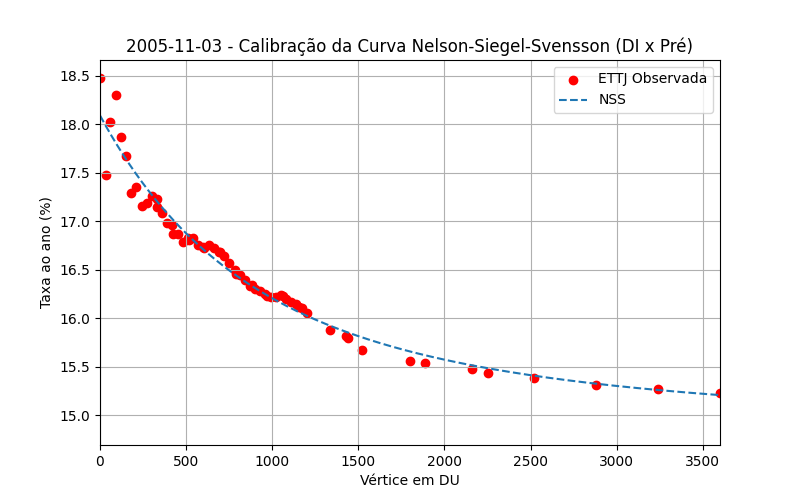 2005-11-03 - Calibração da Curva Nelson-Siegel-Svensson (DI x Pré)
ETTJ Observada
NSS
Taxa ao ano (%)
18.5
18.0
17.5
17.0
16.5
16.0
15.5
15.0
0 500 1000 1500 2000 2500 3000 3500
Vértice em DU